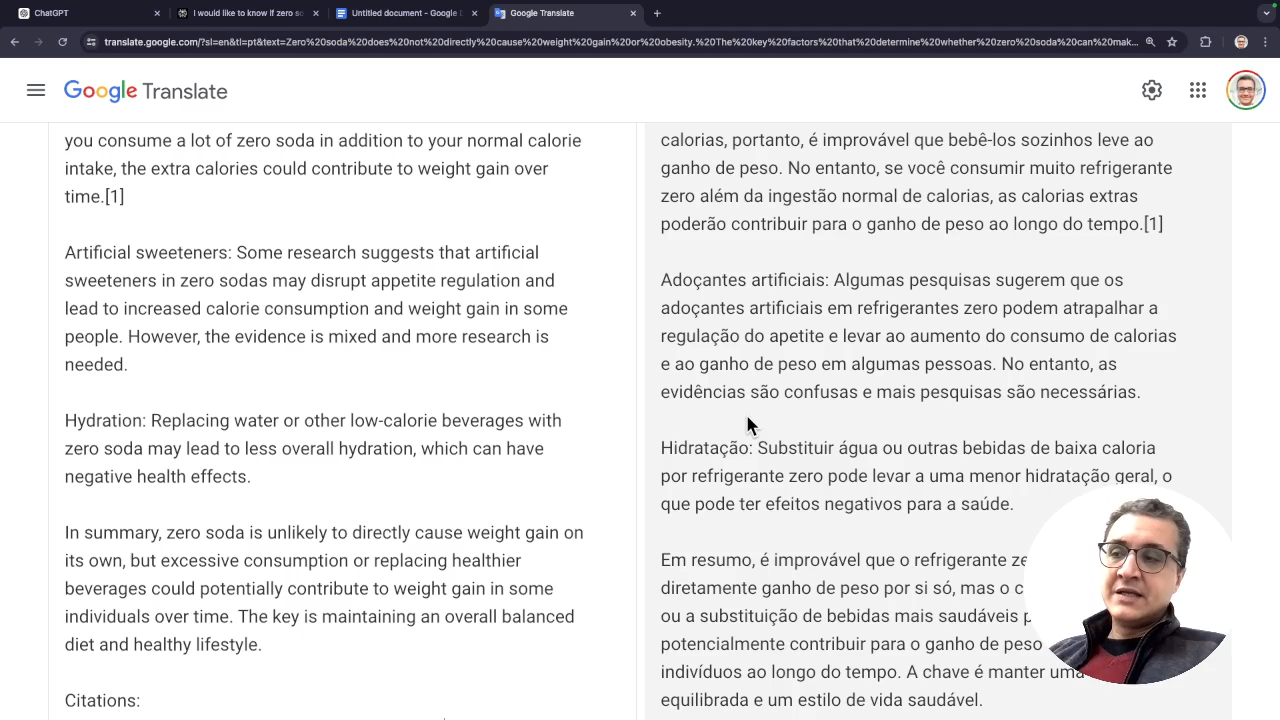 ChatGPT
I would like to know if zero so
Untitled document - Google D
Google Translate
translate.google.com/?sl=en&tl=pt&text=Zero%20soda%20does%20not%20directly%20cause%20weight%20gain%20or%20obesity.%20The%20key%20factors%20that%20determine%20whether%20zero%20soda%20can%20mak...
Google Translate
you consume a lot of zero soda in addition to your normal calorie
intake, the extra calories could contribute to weight gain over
time.[1]
Artificial sweeteners: Some research suggests that artificial
sweeteners in zero sodas may disrupt appetite regulation and
lead to increased calorie consumption and weight gain in some
people. However, the evidence is mixed and more research is
needed.
Hydration: Replacing water or other low-calorie beverages with
zero soda may lead to less overall hydration, which can have
negative health effects.
In summary, zero soda is unlikely to directly cause weight gain on
its own, but excessive consumption or replacing healthier
beverages could potentially contribute to weight gain in some
individuals over time. The key is maintaining an overall balanced
diet and healthy lifestyle.
Citations:
calorias, portanto, é improvável que bebê-los sozinhos leve ao
ganho de peso. No entanto, se você consumir muito refrigerante
zero além da ingestão normal de calorias, as calorias extras
poderão contribuir para o ganho de peso ao longo do tempo.[1]
Adoçantes artificiais: Algumas pesquisas sugerem que os
adoçantes artificiais em refrigerantes zero podem atrapalhar a
regulação do apetite e levar ao aumento do consumo de calorias
e ao ganho de peso em algumas pessoas. No entanto, as
evidências são confusas e mais pesquisas são necessárias.
Hidratação: Substituir água ou outras bebidas de baixa caloria
por refrigerante zero pode levar a uma menor hidratação geral, o
que pode ter efeitos negativos para a saúde.
Em resumo, é improvável que o refrigerante ze
diretamente ganho de peso por si só, mas o c
ou a substituição de bebidas mais saudáveis p
potencialmente contribuir para o ganho de peso
indivíduos ao longo do tempo. A chave é manter uma
equilibrada e um estilo de vida saudável.